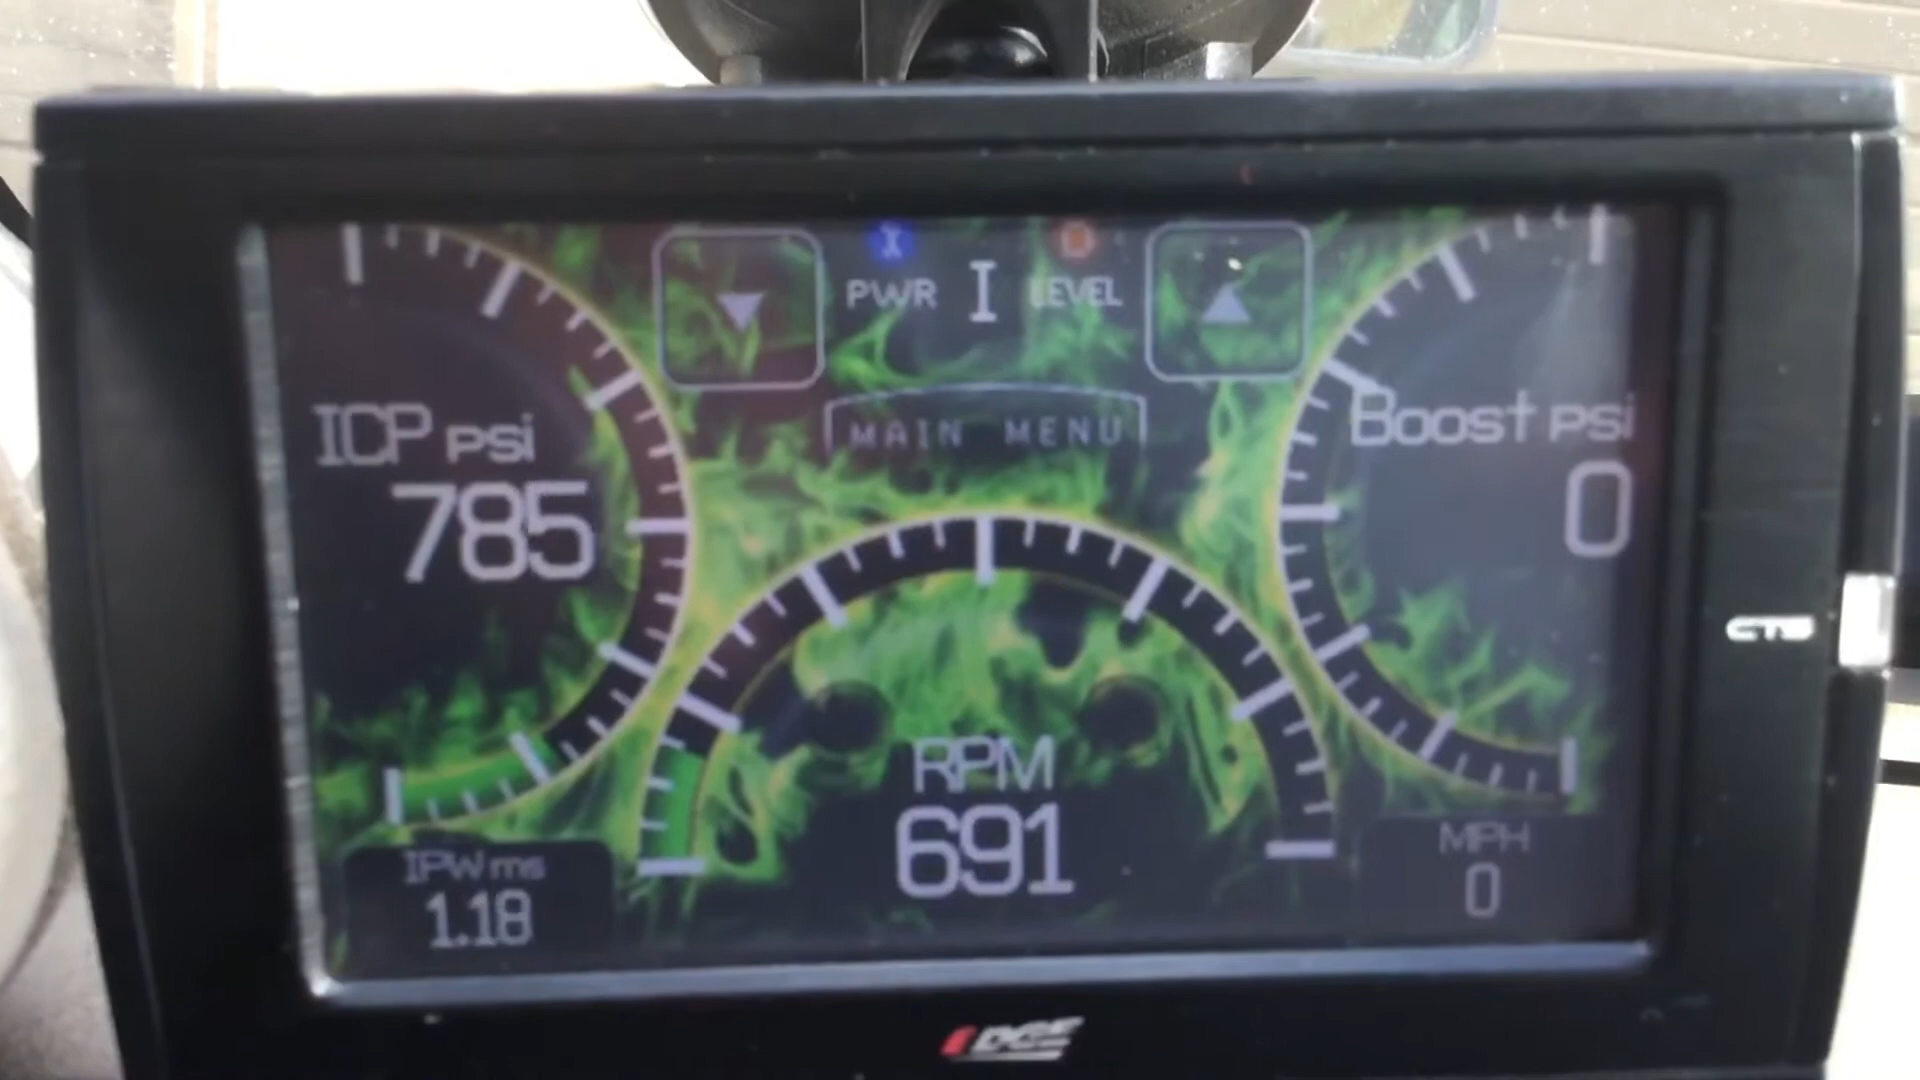 PWR I LEVEL
MAIN MENU
ICP psi
785
Boost psi
0
RPM
691
IPW ms
1.18
MPH
0
CTS
EDGE